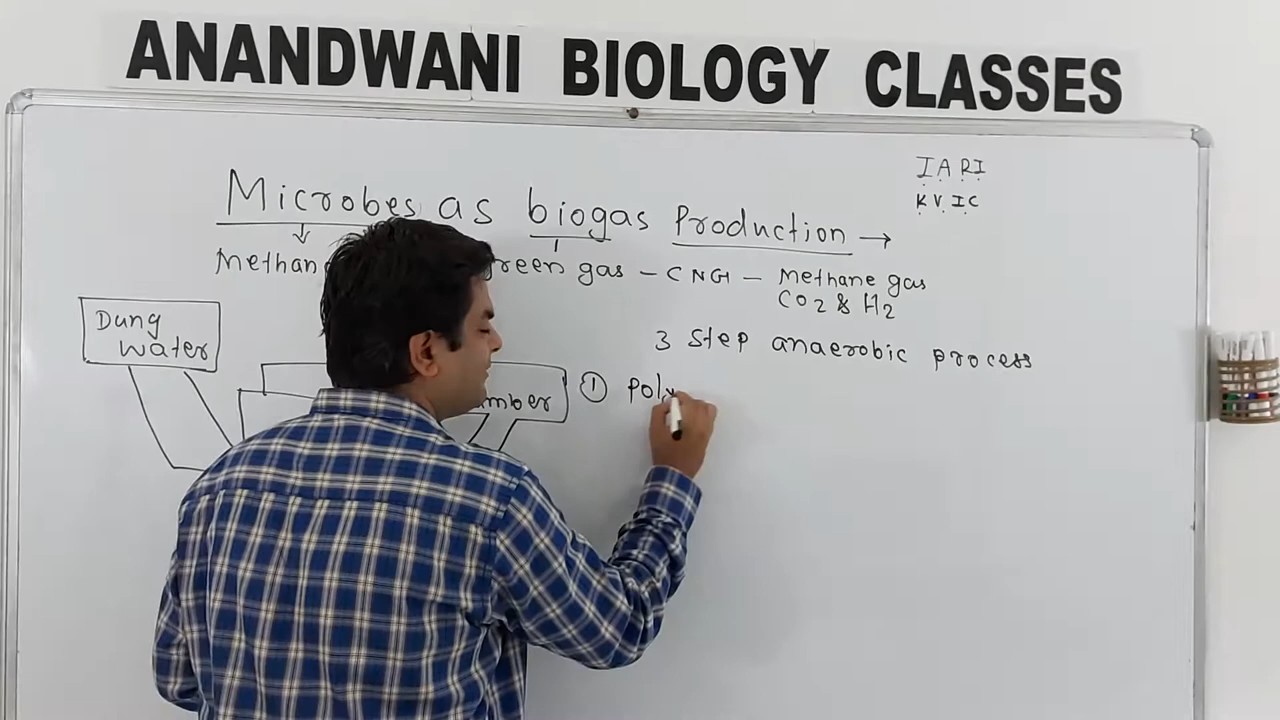 ANANDWANI BIOLOGY CLASSES
IARI
KVIC
Microbes as biogas Production →
Methan reen gas - CNG - Methane gas
CO2 & H2
Dung
water
3 Step anaerobic process
mber
① Poly